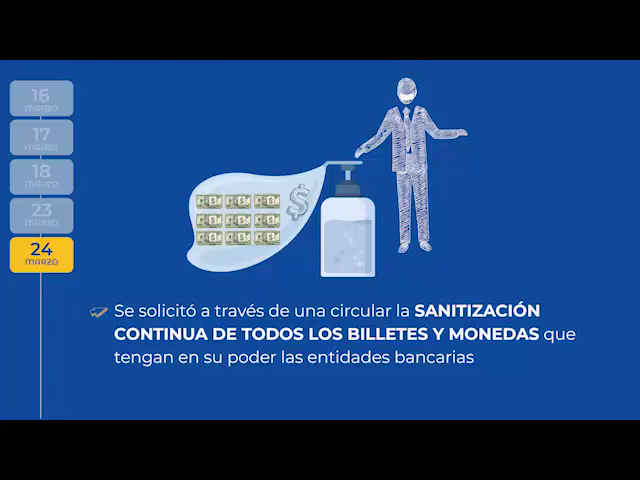 16
MARZO
17
MARZO
18
MARZO
23
MARZO
24
MARZO
$
Se solicitó a través de una circular la SANITIZACIÓN
CONTINUA DE TODOS LOS BILLETES Y MONEDAS que
tengan en su poder las entidades bancarias